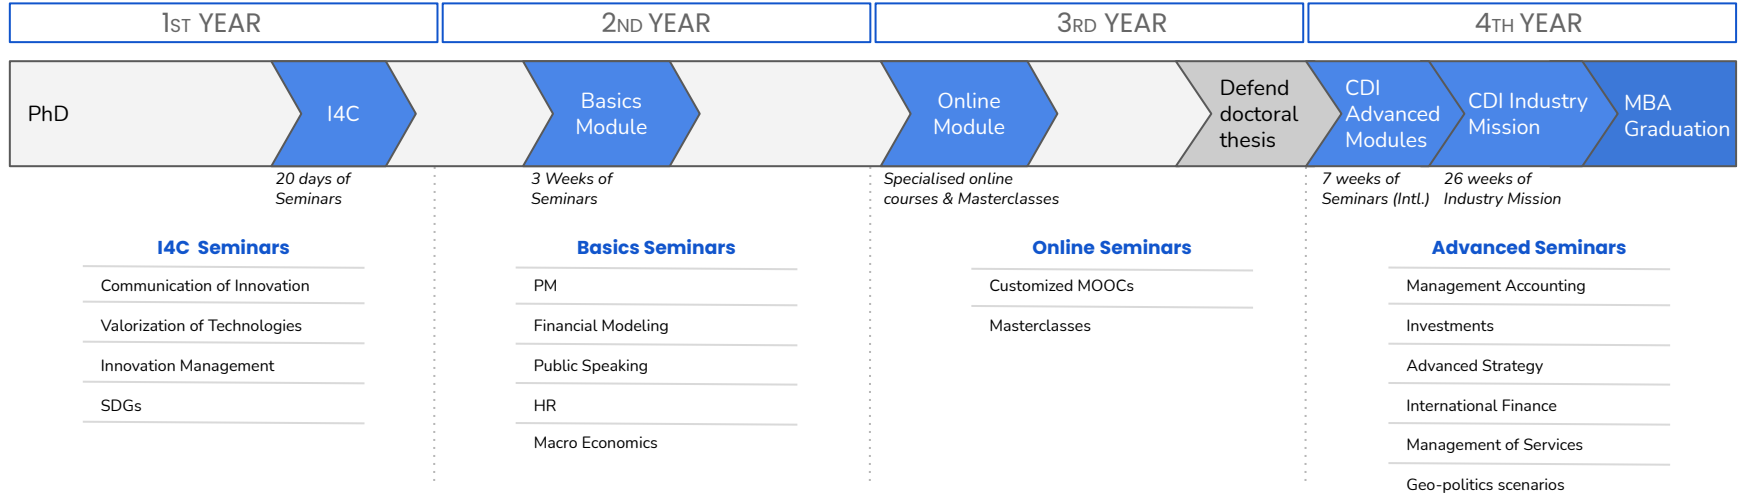 1ST YEAR
2ND YEAR
3RD YEAR
4TH YEAR
PhD
I4C
Basics
Module
Online
Module
Defend
doctoral
thesis
CDI
Advanced
Modules
CDI Industry
Mission
MBA
Graduation
20 days of
Seminars
3 Weeks of
Seminars
Specialised online
courses & Masterclasses
7 weeks of
Seminars (Intl.)
26 weeks of
Industry Mission
I4C Seminars
Communication of Innovation
Valorization of Technologies
Innovation Management
SDGs
Basics Seminars
PM
Financial Modeling
Public Speaking
HR
Macro Economics
Online Seminars
Customized MOOCs
Masterclasses
Advanced Seminars
Management Accounting
Investments
Advanced Strategy
International Finance
Management of Services
Geo-politics scenarios